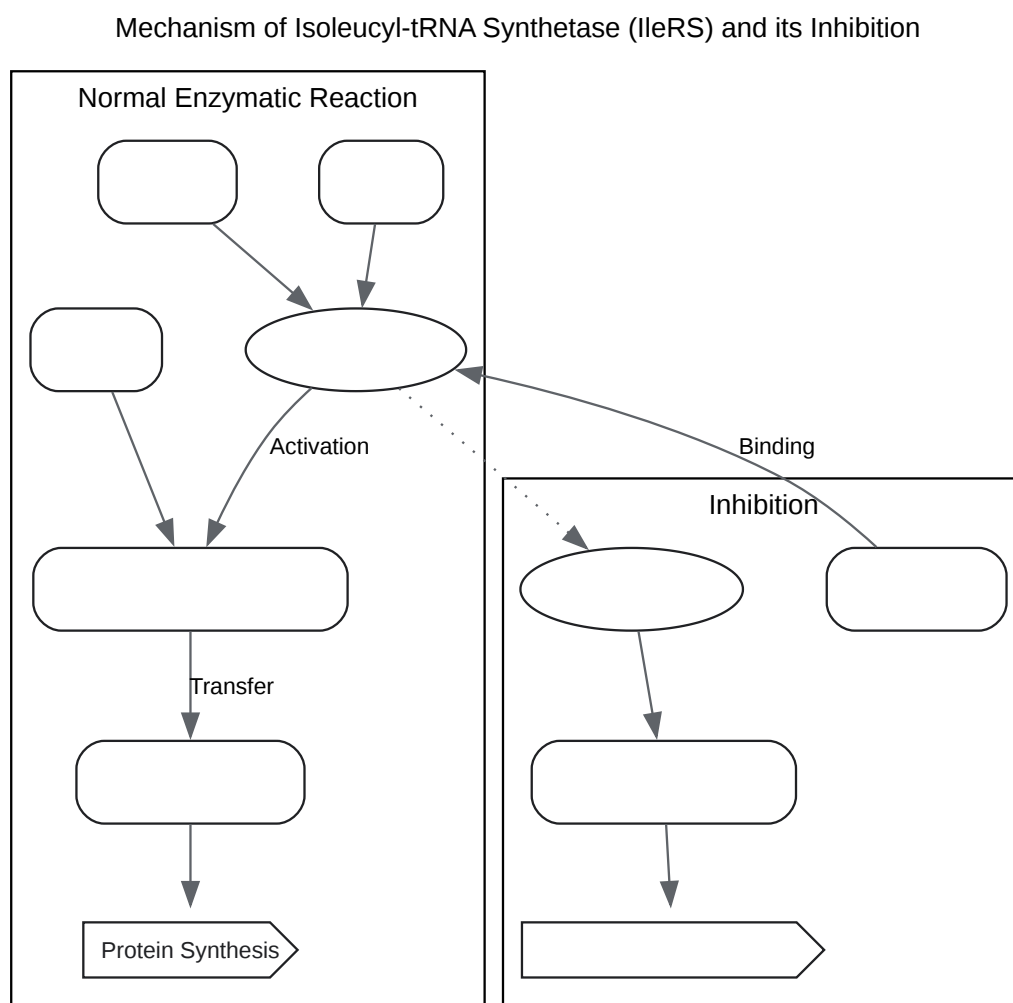 Mechanism of Isoleucyl-tRNA Synthetase (IleRS) and its Inhibition
Normal Enzymatic Reaction
Activation
Binding
Inhibition
Transfer
Protein Synthesis